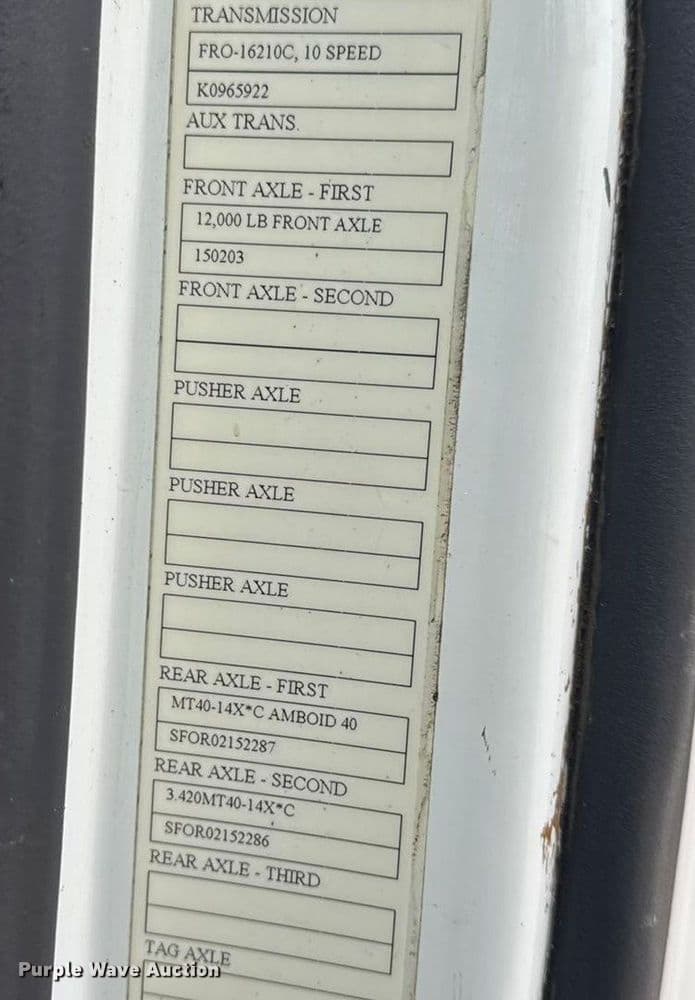 TRANSMISSION
FRO-16210C, 10 SPEED
K0965922
AUX TRANS.
FRONT AXLE - FIRST
12,000 LB FRONT AXLE
150203
FRONT AXLE - SECOND
PUSHER AXLE
PUSHER AXLE
PUSHER AXLE
REAR AXLE - FIRST
MT40-14X*C AMBOID 40
SFOR02152287
REAR AXLE - SECOND
3.420MT40-14X*C
SFOR02152286
REAR AXLE - THIRD
TAG AXLE
Purple Wave Auction